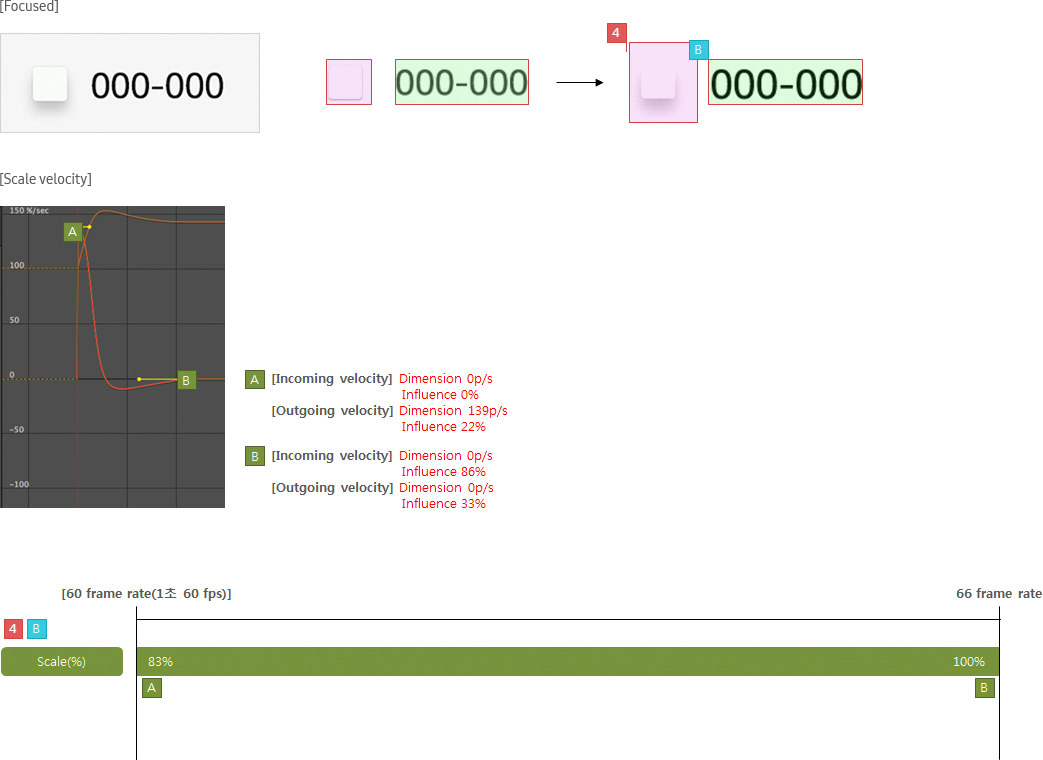 [Focused]
000-000
000-000
4
B
000-000
[Scale velocity]
150 %/sec
A
100
50
0
B
-50
-100
A [Incoming velocity] Dimension 0p/s
Influence 0%
[Outgoing velocity] Dimension 139p/s
Influence 22%
B [Incoming velocity] Dimension 0p/s
Influence 86%
[Outgoing velocity] Dimension 0p/s
Influence 33%
[60 frame rate(1초 60 fps)]
66 frame rate
4 B
Scale(%) 83% 100%
A B